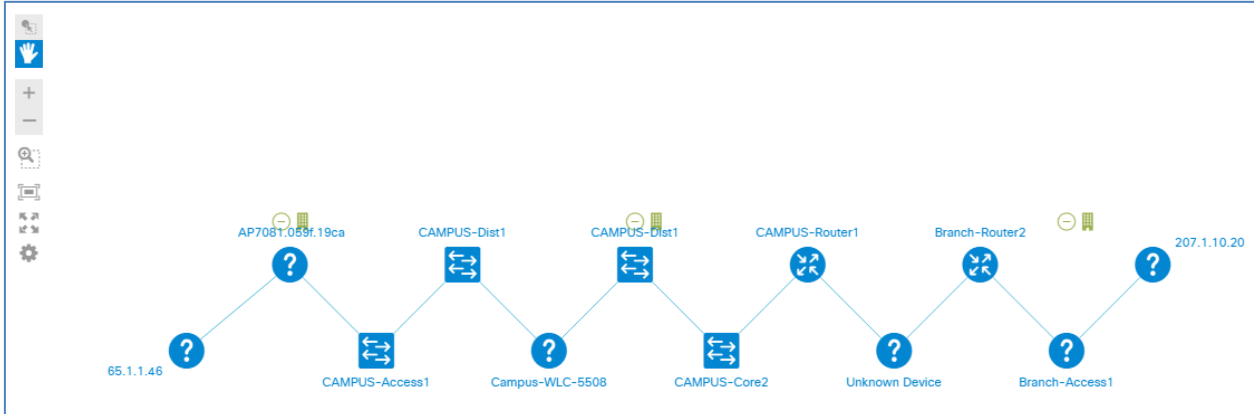 AP7081.059f.19ca
CAMPUS-Dist1
CAMPUS-Dist1
CAMPUS-Router1
Branch-Router2
207.1.10.20
65.1.1.46
CAMPUS-Access1
Campus-WLC-5508
CAMPUS-Core2
Unknown Device
Branch-Access1